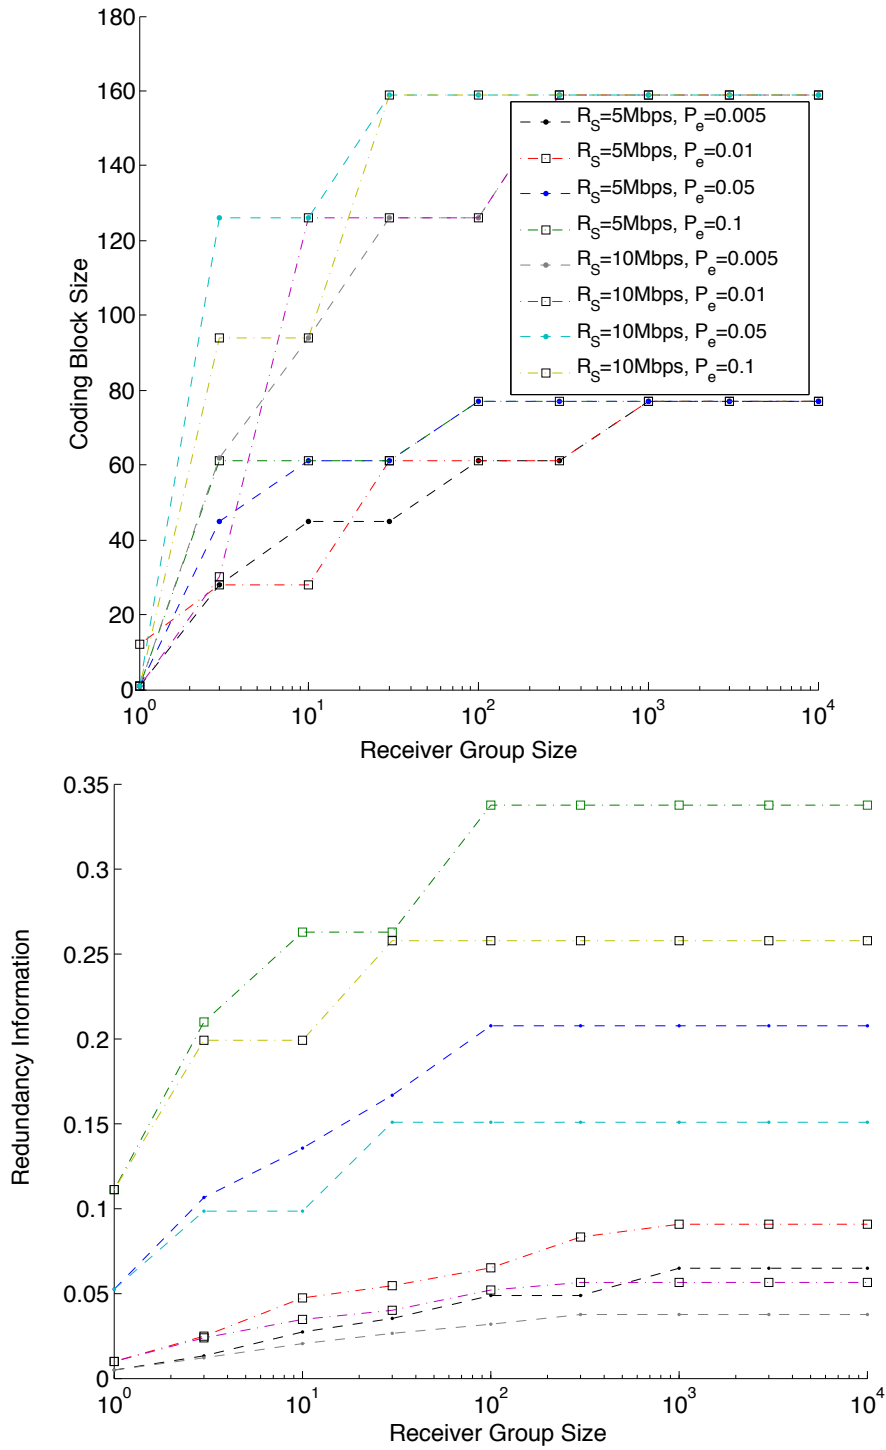 180
160
140
120
100
80
60
40
20
0
Coding Block Size
R_S=5Mbps, P_e=0.005
R_S=5Mbps, P_e=0.01
R_S=5Mbps, P_e=0.05
R_S=5Mbps, P_e=0.1
R_S=10Mbps, P_e=0.005
R_S=10Mbps, P_e=0.01
R_S=10Mbps, P_e=0.05
R_S=10Mbps, P_e=0.1
10^0 10^1 10^2 10^3 10^4
Receiver Group Size
0.35
0.3
0.25
0.2
0.15
0.1
0.05
0
Redundancy Information
10^0 10^1 10^2 10^3 10^4
Receiver Group Size